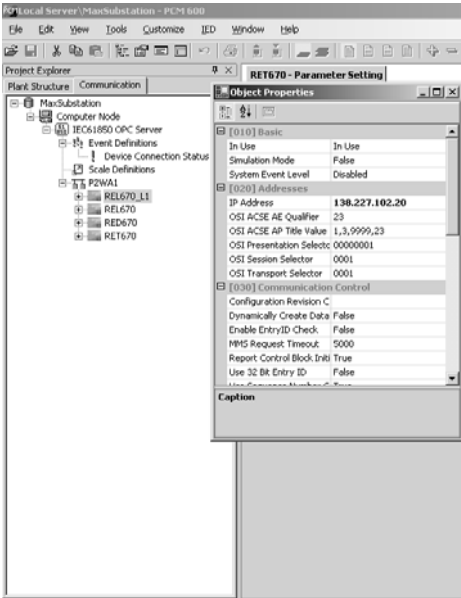 Local Server\MaxSubstation - PCM 600
File Edit View Tools Customize IED Window Help
Project Explorer
Plant Structure Communication
MaxSubstation
Computer Node
IEC61850 OPC Server
Event Definitions
Device Connection Status
Scale Definitions
P2WA1
REL670_L1
REL670
RED670
RET670
RET670 - Parameter Setting
Object Properties
[010] Basic
In Use In Use
Simulation Mode False
System Event Level Disabled
[020] Addresses
IP Address 138.227.102.20
OSI ACSE AE Qualifier 23
OSI ACSE AP Title Value 1,3,9999,23
OSI Presentation Selectc 00000001
OSI Session Selector 0001
OSI Transport Selector 0001
[030] Communication Control
Configuration Revision C
Dynamically Create Data False
Enable EntryID Check False
MMS Request Timeout 5000
Report Control Block Initi True
Use 32 Bit Entry ID False
Use Sequence Number C True
Caption